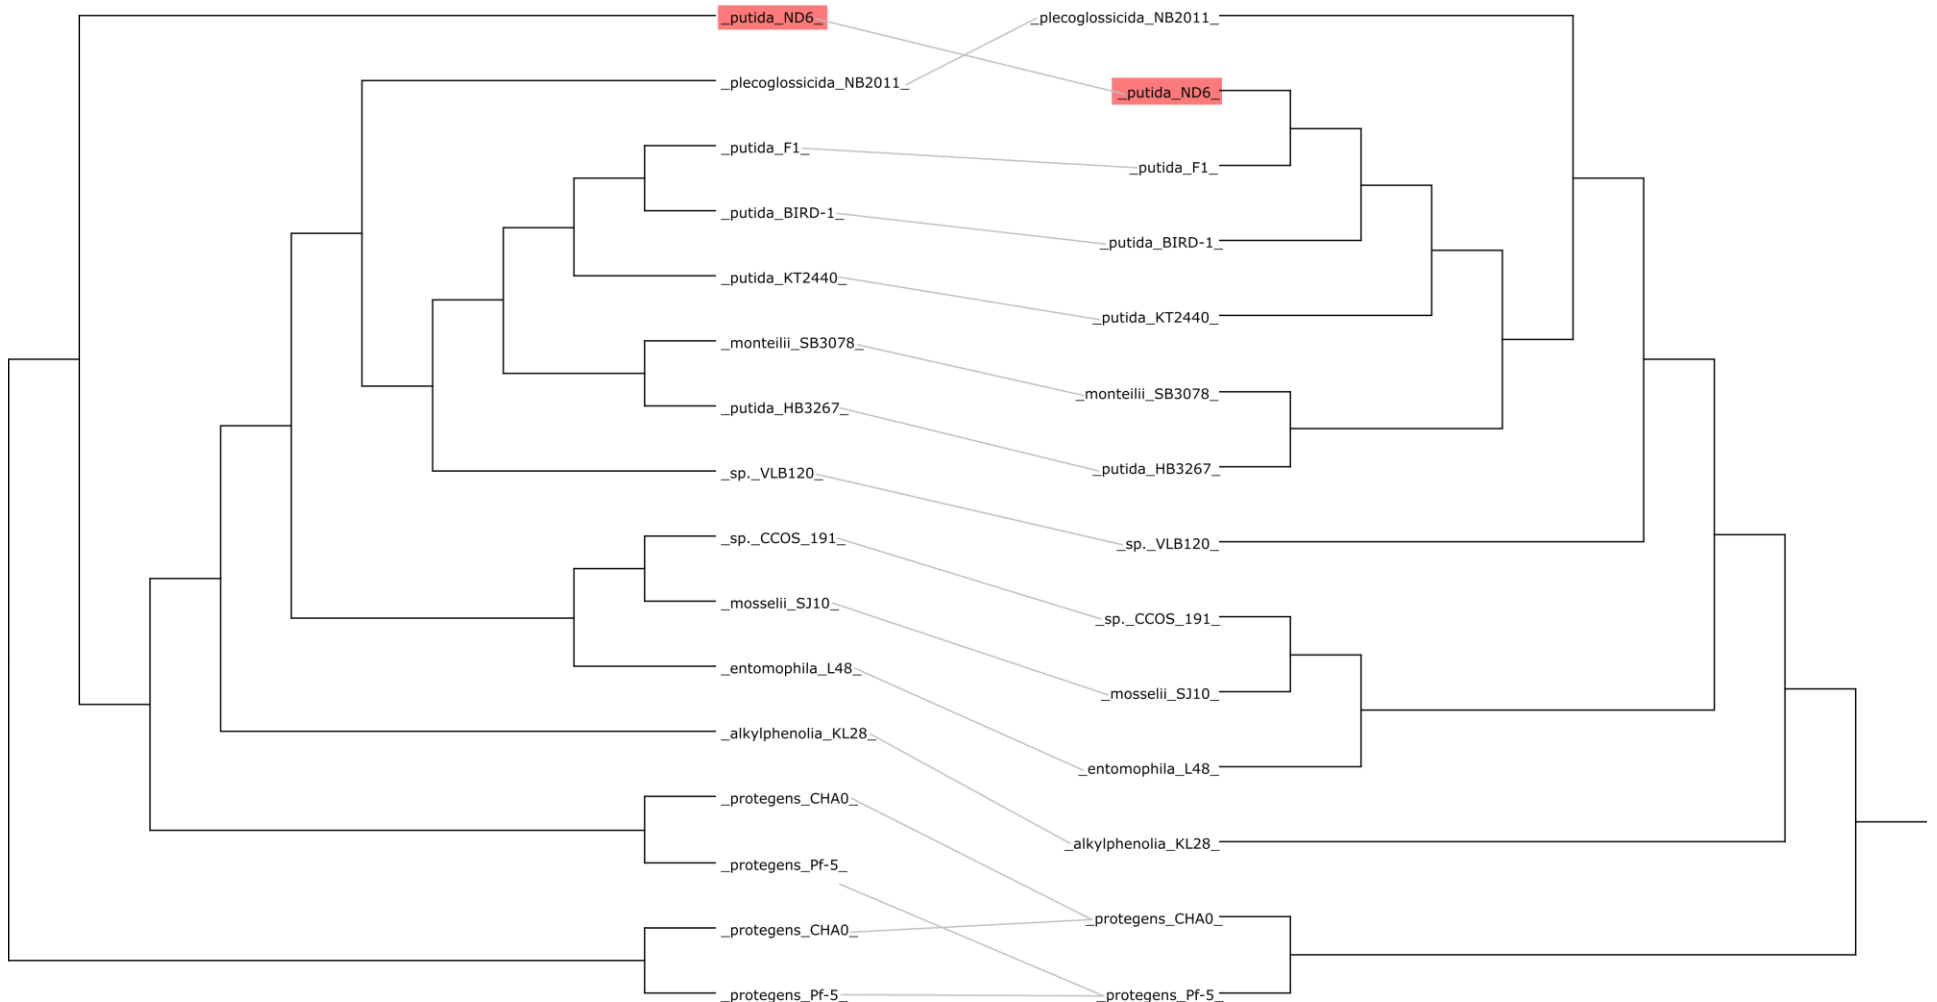 _putida_ND6_
_plecoglossicida_NB2011_
_putida_F1_
_putida_BIRD-1_
_putida_KT2440_
_monteilii_SB3078_
_putida_HB3267_
_sp._VLB120_
_sp._CCOS_191_
_mosselii_SJ10_
_entomophila_L48_
_alkylphenolia_KL28_
_protegens_CHA0_
_protegens_Pf-5_
_protegens_CHA0_
_protegens_Pf-5_
_plecoglossicida_NB2011_
_putida_ND6_
_putida_F1_
_putida_BIRD-1_
_putida_KT2440_
_monteilii_SB3078_
_putida_HB3267_
_sp._VLB120_
_sp._CCOS_191_
_mosselii_SJ10_
_entomophila_L48_
_alkylphenolia_KL28_
_protegens_CHA0_
_protegens_Pf-5_